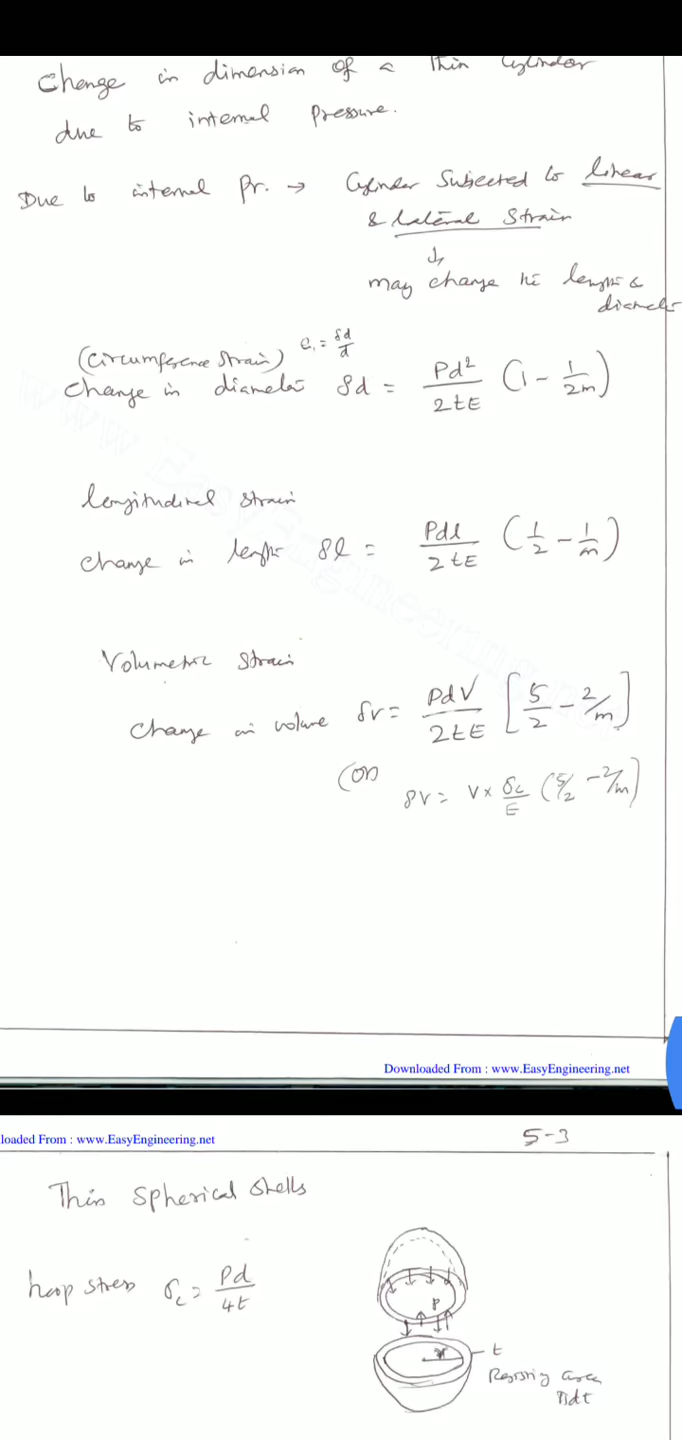 Change in dimension of a Thin Cylinder
due to internal Pressure.
Due to internal Pr. → Cylinder Subjected to linear
& lateral Strain
↓
may change the length &
diameter
(Circumference Strain) e₁ = δd/d
Change in diameter δd = Pd²/2tE (1 - 1/2m)
longitudinal strain
Change in length δl = Pdl/2tE (1/2 - 1/m)
Volumetric Strain
Change in volume δv = PdV/2tE [5/2 - 2/m]
(or)
δv = V × σc/E (5/2 - 2/m]
www.EasyEngineering.net
Downloaded From : www.EasyEngineering.net
loaded From : www.EasyEngineering.net
5-3
Thin Spherical Shells
hoop stress σc = Pd/4t
P
t
Resisting area
πdt